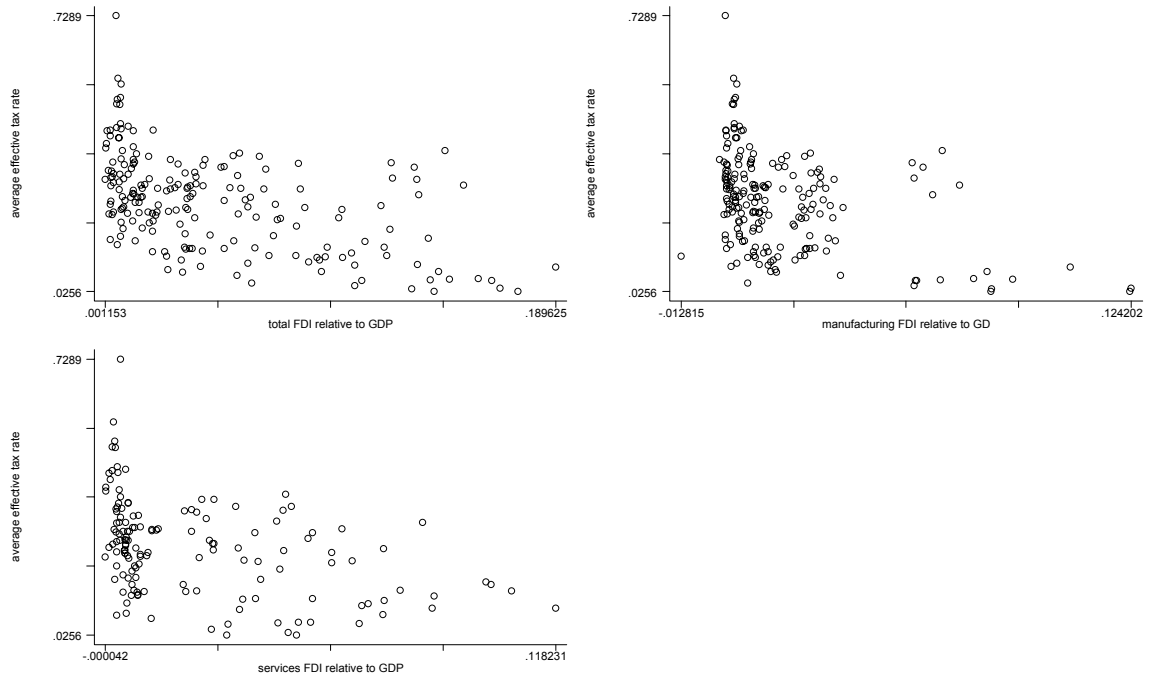 .7289
average effective tax rate
.0256
.001153
.189625
total FDI relative to GDP
.7289
average effective tax rate
.0256
-.012815
.124202
manufacturing FDI relative to GD
.7289
average effective tax rate
.0256
-.000042
.118231
services FDI relative to GDP